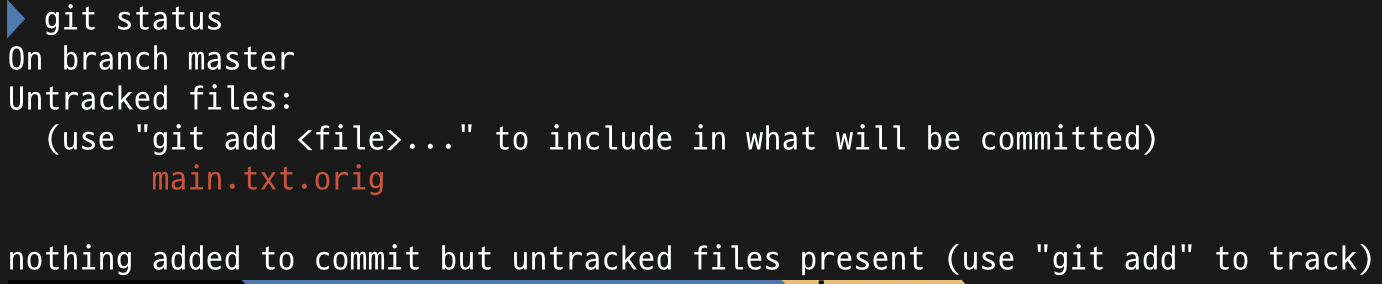 git status
On branch master
Untracked files:
  (use "git add <file>..." to include in what will be committed)
        main.txt.orig

nothing added to commit but untracked files present (use "git add" to track)